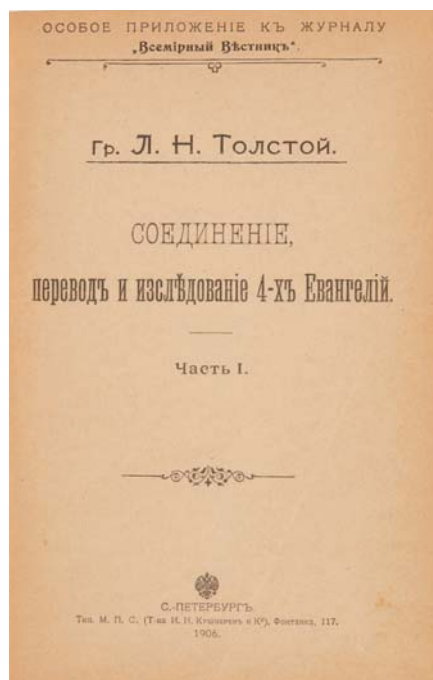 ОСОБОЕ ПРИЛОЖЕНІЕ КЪ ЖУРНАЛУ
„Всемірный Вѣстникъ“.
Гр. Л. Н. Толстой.
СОЕДИНЕНІЕ,
переводъ и изслѣдованіе 4-хъ Евангелій.
Часть I.
С.-ПЕТЕРБУРГЪ.
Тип. М. П. С. (Т-ва И. Н. Кушнеревъ и Кº), Фонтанка, 117.
1906.